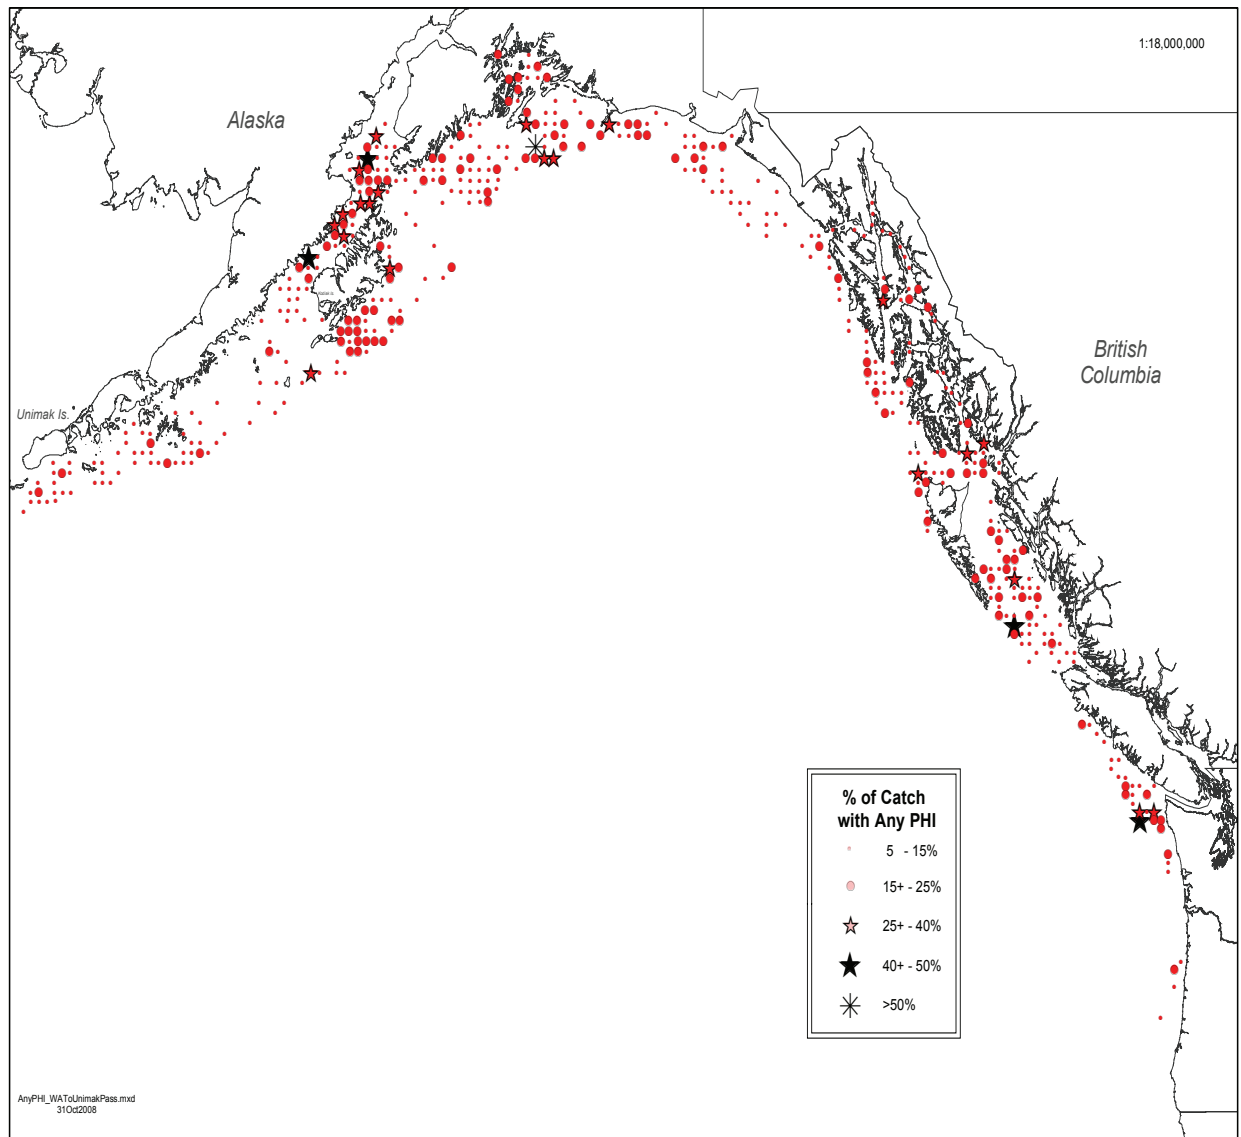 1:18,000,000
Alaska
British
Columbia
Unimak Is.
% of Catch
with Any PHI
5 - 15%
15+ - 25%
25+ - 40%
40+ - 50%
>50%
AnyPHI_WAToUnimakPass.mxd
31Oct2008